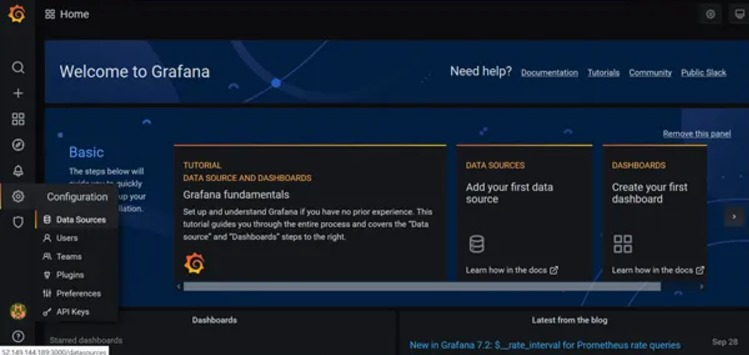 Home
Welcome to Grafana
Need help?
Documentation
Tutorials
Community
Public Slack
Remove this panel
Basic
The steps below will
quickly
up your
TUTORIAL
DATA SOURCE AND DASHBOARDS
Grafana fundamentals
Set up and understand Grafana if you have no prior experience. This
tutorial guides you through the entire process and covers the "Data
source" and "Dashboards" steps to the right.
DATA SOURCES
Add your first data
source
Learn how in the docs
DASHBOARDS
Create your first
dashboard
Learn how in the docs
Configuration
Data Sources
Users
Teams
Plugins
Preferences
API Keys
Dashboards
Starred dashboards
Latest from the blog
New in Grafana 7.2: $__rate_interval for Prometheus rate queries
Sep 28
52.149.144.189:3000/datasources